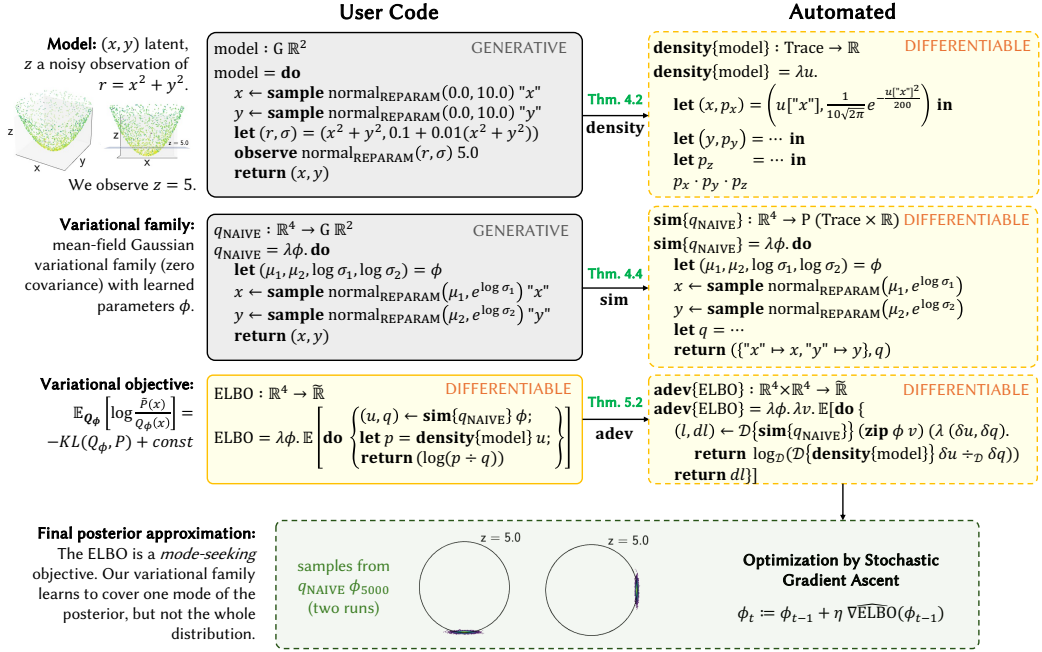 User Code
Automated
Model: (x, y) latent,
z a noisy observation of
r = x² + y².
z
x
y
z
z = 5.0
x
We observe z = 5.
model : G ℝ²
GENERATIVE
model = do
x ← sample normal_REPARAM(0.0, 10.0) "x"
y ← sample normal_REPARAM(0.0, 10.0) "y"
let (r, σ) = (x² + y², 0.1 + 0.01(x² + y²))
observe normal_REPARAM(r, σ) 5.0
return (x, y)
Thm. 4.2
density
density{model} : Trace → ℝ
DIFFERENTIABLE
density{model} = λu.
let (x, p_x) = (u["x"], 1/(10√2π) e^(−u["x"]²/200)) in
let (y, p_y) = ⋯ in
let p_z = ⋯ in
p_x · p_y · p_z
Variational family:
mean-field Gaussian
variational family (zero
covariance) with learned
parameters ϕ.
q_NAIVE : ℝ⁴ → G ℝ²
GENERATIVE
q_NAIVE = λϕ. do
let (μ₁, μ₂, log σ₁, log σ₂) = ϕ
x ← sample normal_REPARAM(μ₁, e^(log σ₁)) "x"
y ← sample normal_REPARAM(μ₂, e^(log σ₂)) "y"
return (x, y)
Thm. 4.4
sim
sim{q_NAIVE} : ℝ⁴ → P (Trace × ℝ)
DIFFERENTIABLE
sim{q_NAIVE} = λϕ. do
let (μ₁, μ₂, log σ₁, log σ₂) = ϕ
x ← sample normal_REPARAM(μ₁, e^(log σ₁))
y ← sample normal_REPARAM(μ₂, e^(log σ₂))
let q = ⋯
return ({"x" ↦ x, "y" ↦ y}, q)
Variational objective:
𝔼_Qϕ [log P̃(x)/Qϕ(x)] =
−KL(Qϕ, P) + const
ELBO : ℝ⁴ → ℝ̃
DIFFERENTIABLE
ELBO = λϕ. 𝔼 [do {(u, q) ← sim{q_NAIVE} ϕ;
let p = density{model} u;
return (log(p ÷ q))}]
Thm. 5.2
adev
adev{ELBO} : ℝ⁴×ℝ⁴ → ℝ̃
DIFFERENTIABLE
adev{ELBO} = λϕ. λv. 𝔼[do {
(l, dl) ← 𝒟{sim{q_NAIVE}} (zip ϕ v) (λ (δu, δq).
return log_𝒟(𝒟{density{model}} δu ÷_𝒟 δq))
return dl}]
Final posterior approximation:
The ELBO is a mode-seeking
objective. Our variational family
learns to cover one mode of the
posterior, but not the whole
distribution.
samples from
q_NAIVE ϕ₅₀₀₀
(two runs)
z = 5.0
z = 5.0
Optimization by Stochastic
Gradient Ascent
ϕ_t ≔ ϕ_(t−1) + η ∇ELBO^(ϕ_(t−1))